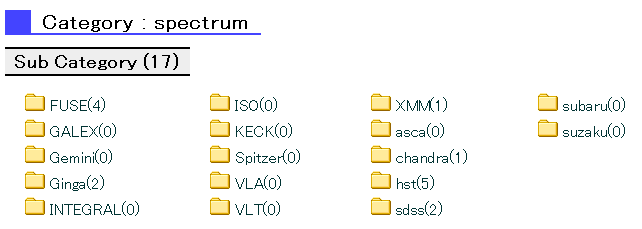 Category : spectrum
Sub Category (17)
FUSE(4)
GALEX(0)
Gemini(0)
Ginga(2)
INTEGRAL(0)
ISO(0)
KECK(0)
Spitzer(0)
VLA(0)
VLT(0)
XMM(1)
asca(0)
chandra(1)
hst(5)
sdss(2)
subaru(0)
suzaku(0)